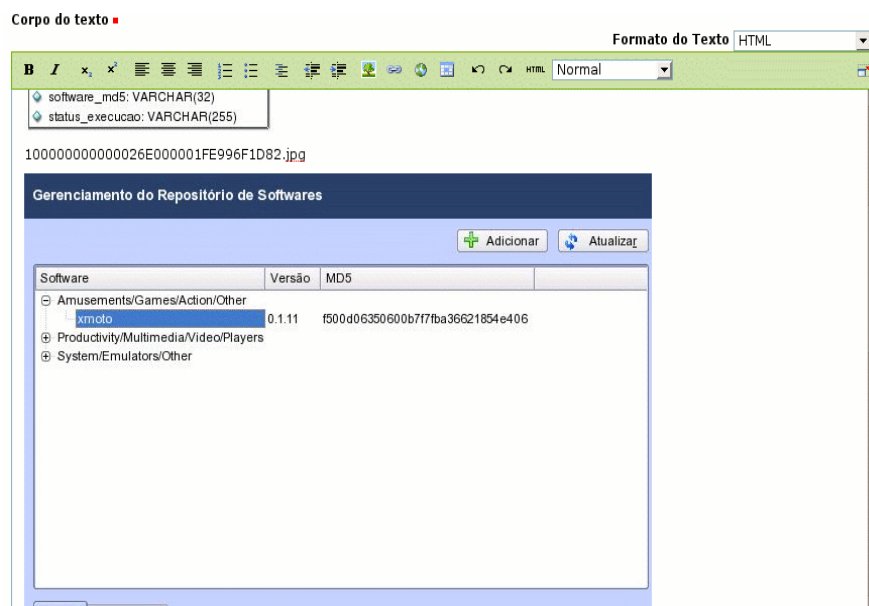 Corpo do texto
Formato do Texto HTML
B I x₂ x² HTML Normal
software_md5: VARCHAR(32)
status_execucao: VARCHAR(255)
100000000000026E000001FE996F1D82.jpg
Gerenciamento do Repositório de Softwares
Adicionar Atualizar
Software Versão MD5
Amusements/Games/Action/Other
xmoto 0.1.11 f500d06350600b7f7fba36621854e406
Productivity/Multimedia/Video/Players
System/Emulators/Other